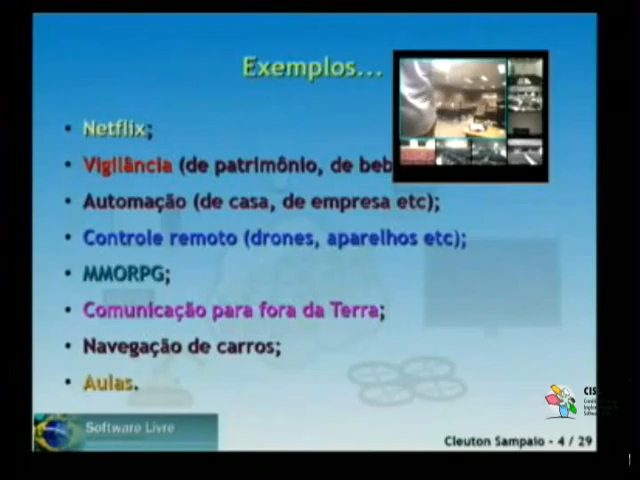 Exemplos...
• Netflix;
• Vigilância (de patrimônio, de beb
• Automação (de casa, de empresa etc);
• Controle remoto (drones, aparelhos etc);
• MMORPG;
• Comunicação para fora da Terra;
• Navegação de carros;
• Aulas.
CIS
Software Livre
Cleuton Sampaio - 4 / 29